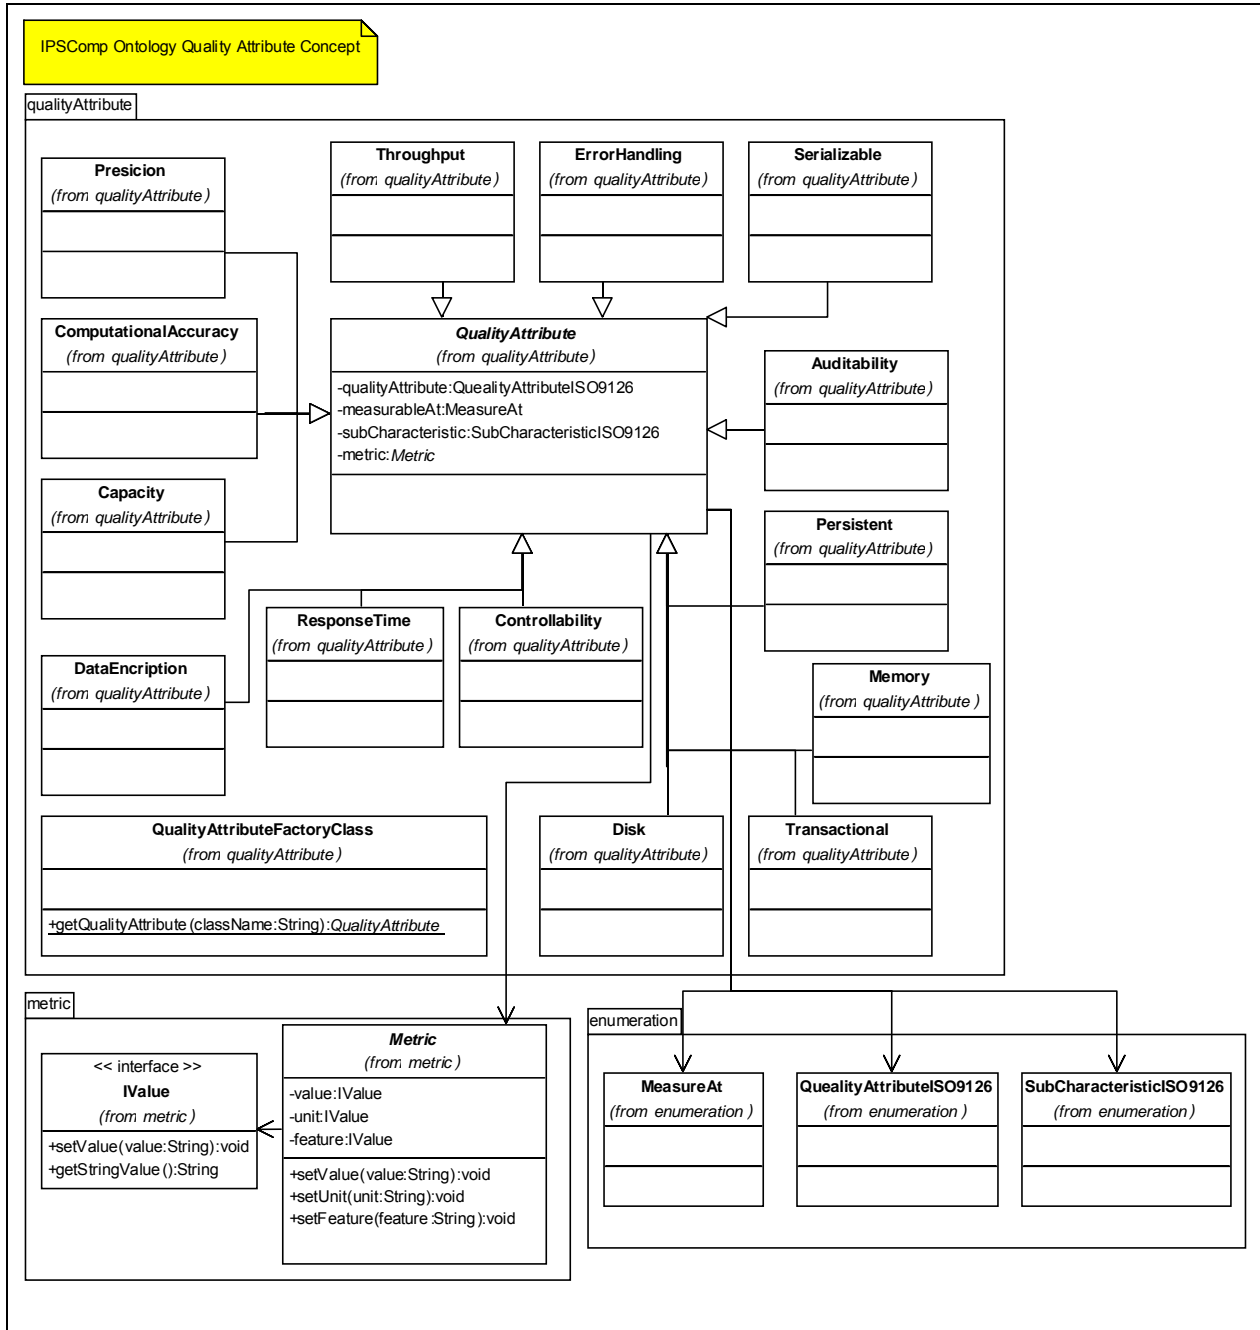 IPSComp Ontology Quality Attribute Concept
qualityAttribute
Presicion
(from qualityAttribute)
Throughput
(from qualityAttribute)
ErrorHandling
(from qualityAttribute)
Serializable
(from qualityAttribute)
ComputationalAccuracy
(from qualityAttribute)
QualityAttribute
(from qualityAttribute)
-qualityAttribute:QuealityAttributeISO9126
-measurableAt:MeasureAt
-subCharacteristic:SubCharacteristicISO9126
-metric:Metric
Auditability
(from qualityAttribute)
Capacity
(from qualityAttribute)
Persistent
(from qualityAttribute)
ResponseTime
(from qualityAttribute)
Controllability
(from qualityAttribute)
DataEncription
(from qualityAttribute)
Memory
(from qualityAttribute)
QualityAttributeFactoryClass
(from qualityAttribute)
+getQualityAttribute(className:String):QualityAttribute
Disk
(from qualityAttribute)
Transactional
(from qualityAttribute)
metric
<< interface >>
IValue
(from metric)
+setValue(value:String):void
+getStringValue():String
Metric
(from metric)
-value:IValue
-unit:IValue
-feature:IValue
+setValue(value:String):void
+setUnit(unit:String):void
+setFeature(feature:String):void
enumeration
MeasureAt
(from enumeration)
QuealityAttributeISO9126
(from enumeration)
SubCharacteristicISO9126
(from enumeration)